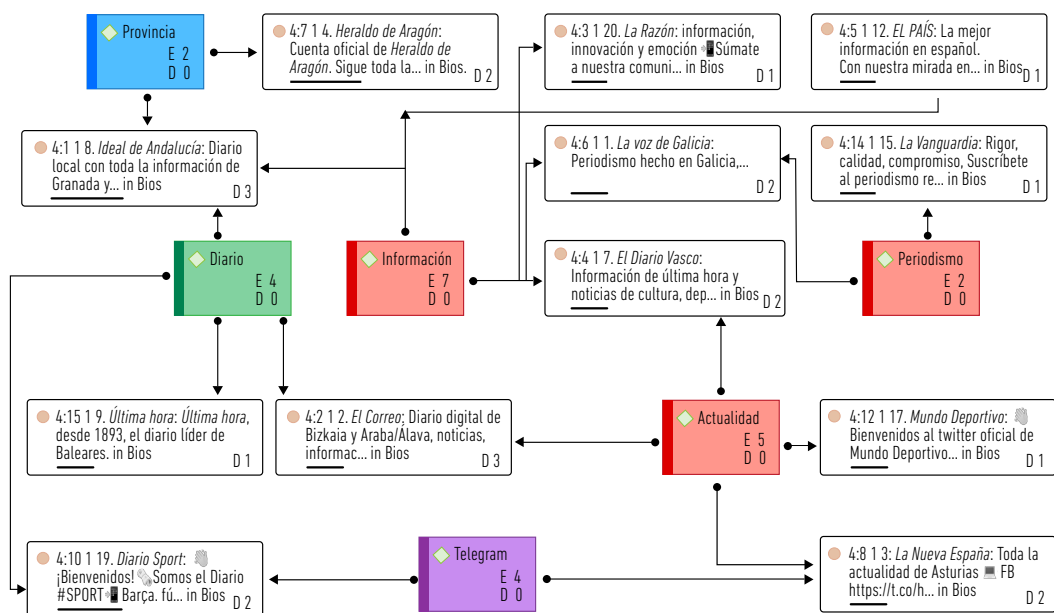 Provincia
E 2
D 0
4:7 1 4. Heraldo de Aragón:
Cuenta oficial de Heraldo de
Aragón. Sigue toda la... in Bios.
D 2
4:3 1 20. La Razón: información,
innovación y emoción 📲Súmate
a nuestra comuni... in Bios
D 1
4:5 1 12. EL PAÍS: La mejor
información en español.
Con nuestra mirada en... in Bios
D 1
4:1 1 8. Ideal de Andalucía: Diario
local con toda la información de
Granada y... in Bios
D 3
4:6 1 1. La voz de Galicia:
Periodismo hecho en Galicia,...
in Bios
D 2
4:14 1 15. La Vanguardia: Rigor,
calidad, compromiso, Suscríbete
al periodismo re... in Bios
D 1
Diario
E 4
D 0
Información
E 7
D 0
4:4 1 7. El Diario Vasco:
Información de última hora y
noticias de cultura, dep... in Bios
D 2
Periodismo
E 2
D 0
4:15 1 9. Última hora: Última hora,
desde 1893, el diario líder de
Baleares. in Bios
D 1
4:2 1 2. El Correo; Diario digital de
Bizkaia y Araba/Álava, noticias,
informac... in Bios
D 3
Actualidad
E 5
D 0
4:12 1 17. Mundo Deportivo: 👋
Bienvenidos al twitter oficial de
Mundo Deportivo... in Bios
D 1
4:10 1 19. Diario Sport: 👋
¡Bienvenidos! 🗞Somos el Diario
#SPORT📲Barça. fú... in Bios
D 2
Telegram
E 4
D 0
4:8 1 3: La Nueva España: Toda la
actualidad de Asturias 💻 FB
https://t.co/h... in Bios
D 2